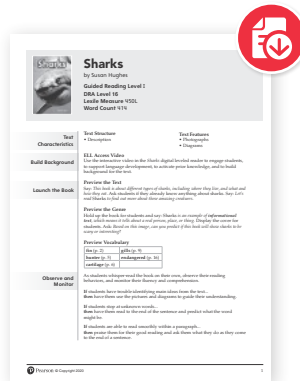 Sharks
Sharks
by Susan Hughes
Guided Reading Level I
DRA Level 16
Lexile Measure 450L
Word Count 414
Text
Characteristics
Text Structure
• Description
Text Features
• Photographs
• Diagrams
Build Background
ELL Access Video
Use the interactive video in the Sharks digital leveled reader to engage students,
to support language development, to activate prior knowledge, and to build
background for the text.
Launch the Book
Preview the Text
Say: This book is about different types of sharks, including where they live, and what and
how they eat. Ask students if they already know anything about sharks. Say: Let's
read Sharks to find out more about these amazing creatures.
Preview the Genre
Hold up the book for students and say: Sharks is an example of informational
text, which means it tells about a real person, place, or thing. Display the cover for
students. Ask: Based on this image, can you predict if this book will show sharks to be
scary or interesting?
Preview Vocabulary
fin (p. 2)
gills (p. 9)
hunter (p. 5)
endangered (p. 16)
cartilage (p. 6)
Observe and
Monitor
As students whisper-read the book on their own, observe their reading
behaviors, and monitor their fluency and comprehension.
If students have trouble identifying main ideas from the text...
then have them use the pictures and diagrams to guide their understanding.
If students stop at unknown words...
then have them read to the end of the sentence and predict what the word
might be.
If students are able to read smoothly within a paragraph...
then praise them for their good reading and ask them what they do as they come
to the end of a sentence.
Pearson © Copyright 2020